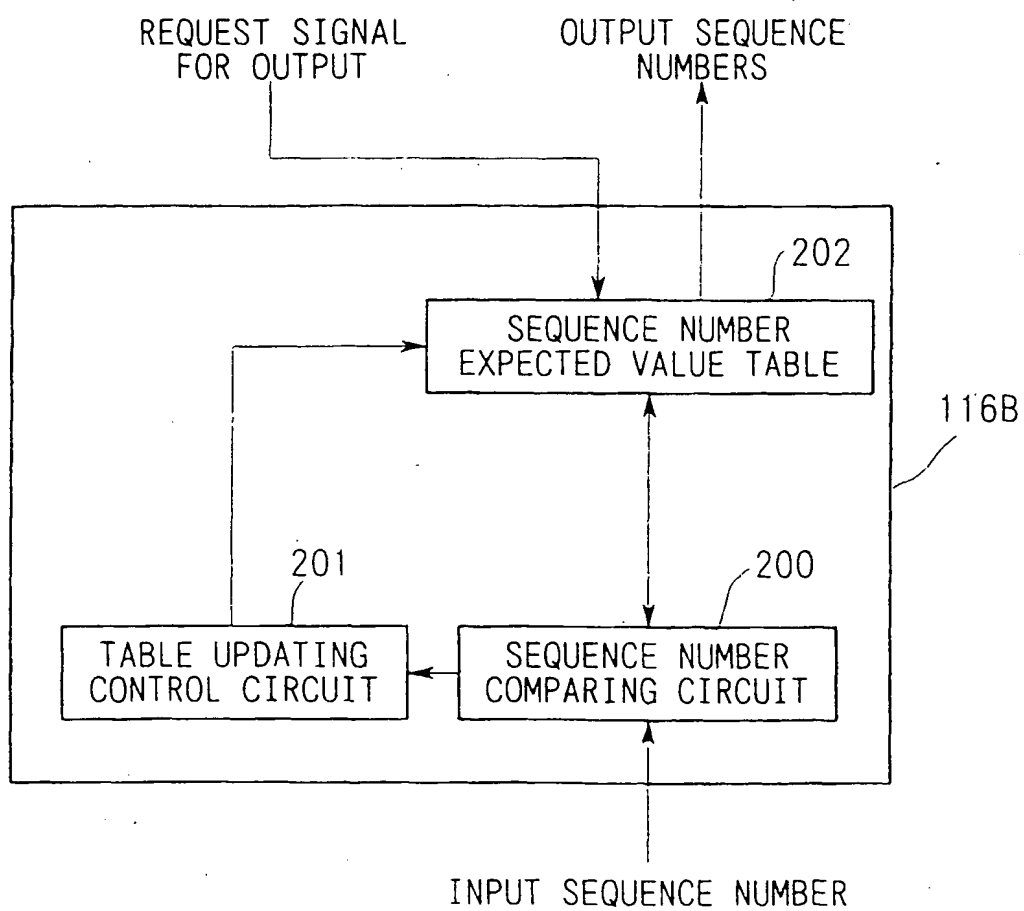 REQUEST SIGNAL
FOR OUTPUT
OUTPUT SEQUENCE
NUMBERS
202
SEQUENCE NUMBER
EXPECTED VALUE TABLE
116B
201
200
TABLE UPDATING
CONTROL CIRCUIT
SEQUENCE NUMBER
COMPARING CIRCUIT
INPUT SEQUENCE NUMBER